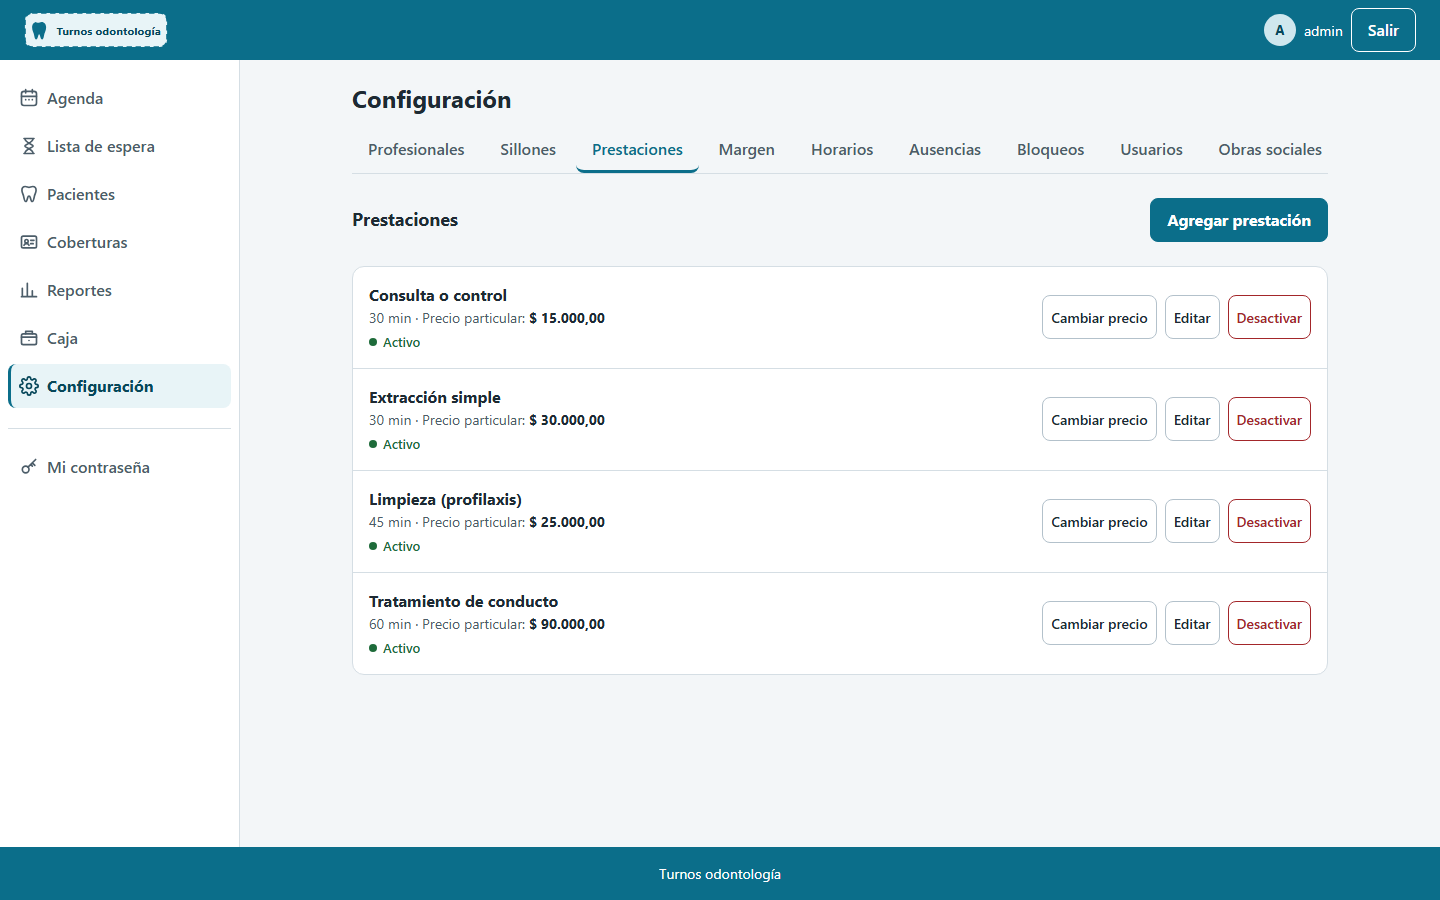 Turnos odontología
A
admin
Salir
Agenda
Lista de espera
Pacientes
Coberturas
Reportes
Caja
Configuración
Mi contraseña
Configuración
Profesionales
Sillones
Prestaciones
Margen
Horarios
Ausencias
Bloqueos
Usuarios
Obras sociales
Prestaciones
Agregar prestación
Consulta o control
30 min · Precio particular: $ 15.000,00
Activo
Cambiar precio
Editar
Desactivar
Extracción simple
30 min · Precio particular: $ 30.000,00
Activo
Cambiar precio
Editar
Desactivar
Limpieza (profilaxis)
45 min · Precio particular: $ 25.000,00
Activo
Cambiar precio
Editar
Desactivar
Tratamiento de conducto
60 min · Precio particular: $ 90.000,00
Activo
Cambiar precio
Editar
Desactivar
Turnos odontología